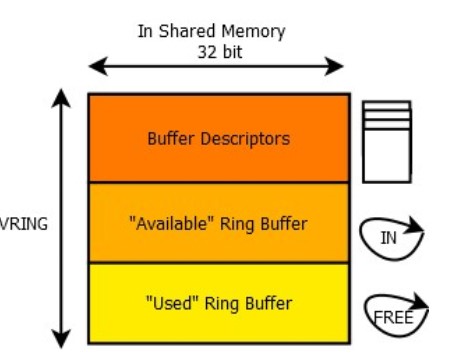 In Shared Memory
32 bit
Buffer Descriptors
VRING
"Available" Ring Buffer
IN
"Used" Ring Buffer
FREE